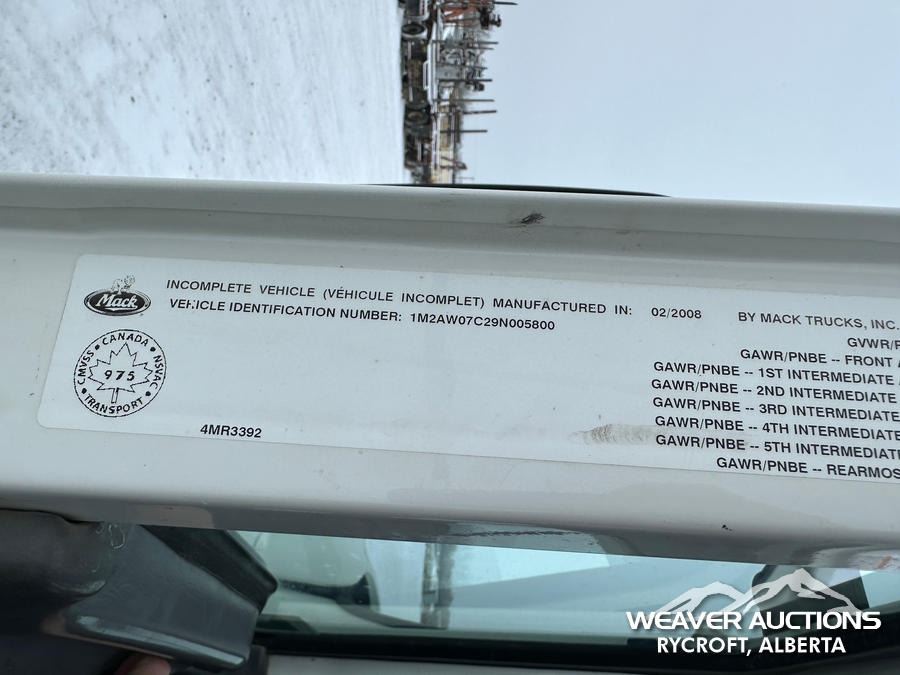 Mack
INCOMPLETE VEHICLE (VÉHICULE INCOMPLET) MANUFACTURED IN: 02/2008 BY MACK TRUCKS, INC.
VEHICLE IDENTIFICATION NUMBER: 1M2AW07C29N005800
GVWR/P
GAWR/PNBE -- FRONT
GAWR/PNBE -- 1ST INTERMEDIATE
GAWR/PNBE -- 2ND INTERMEDIATE
GAWR/PNBE -- 3RD INTERMEDIATE
GAWR/PNBE -- 4TH INTERMEDIATE
GAWR/PNBE -- 5TH INTERMEDIATE
GAWR/PNBE -- REARMOS
CMVSS • CANADA • NSVAC • TRANSPORT •
975
4MR3392
WEAVER AUCTIONS
RYCROFT, ALBERTA